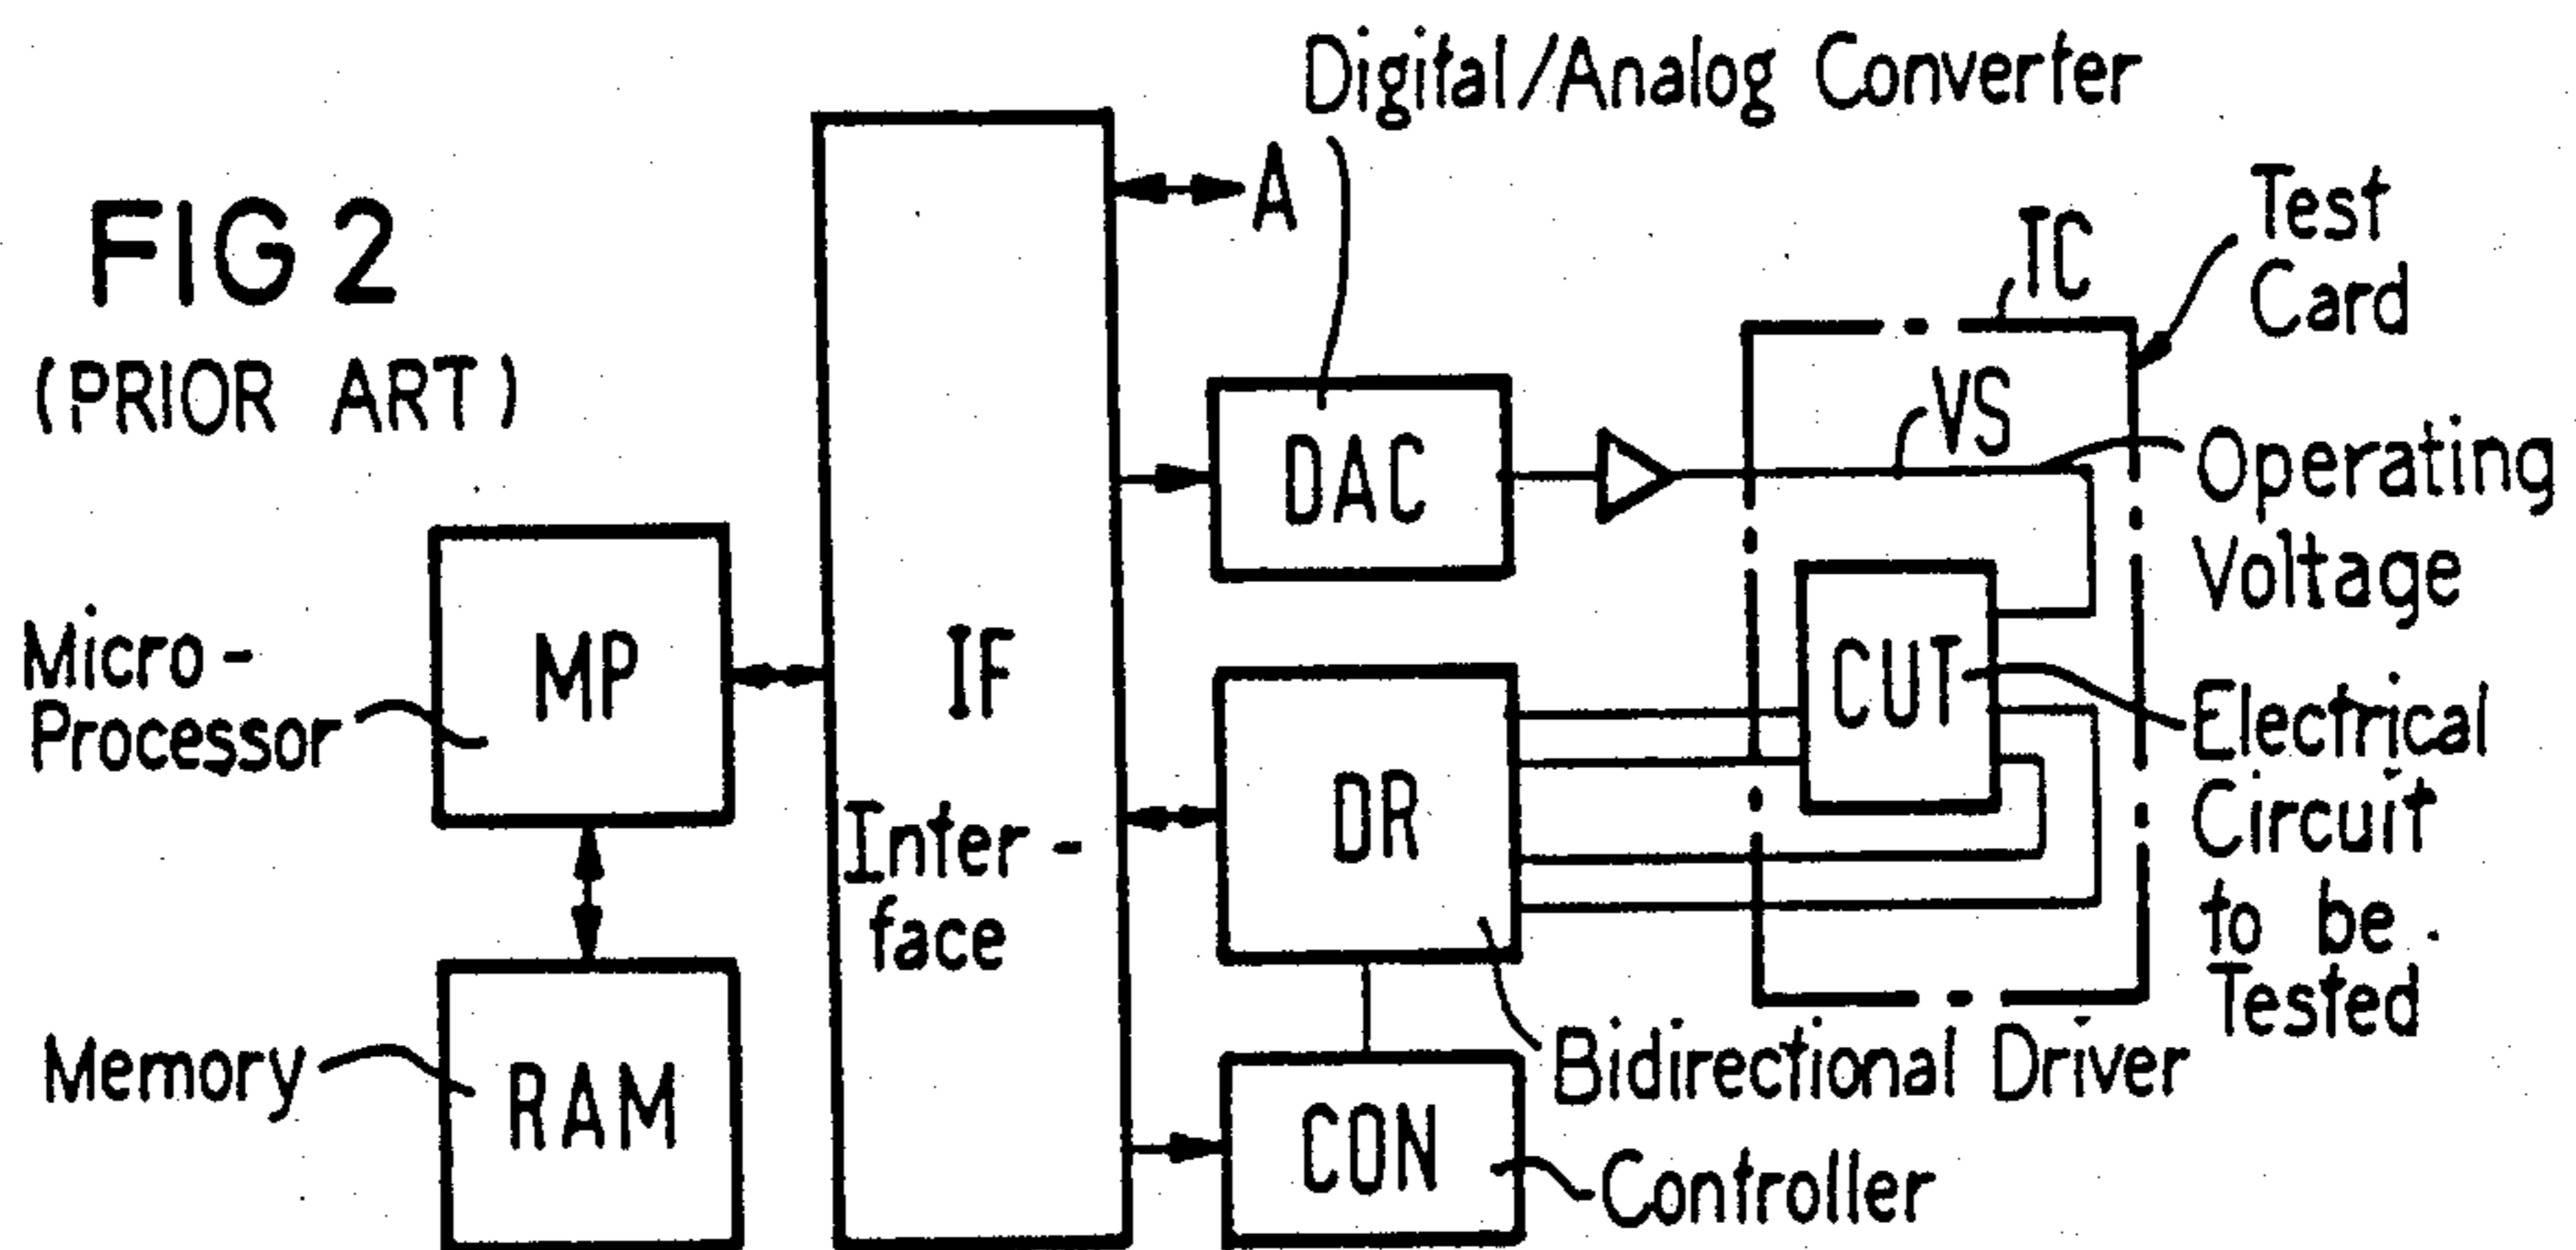 FIG 2
(PRIOR ART)
Digital/Analog Converter
A
TC
Test
Card
VS
DAC
Operating
Voltage
MP
Micro-
Processor
IF
Inter-
face
CUT
Electrical
Circuit
to be
Tested
DR
Bidirectional Driver
Memory
RAM
CON
Controller